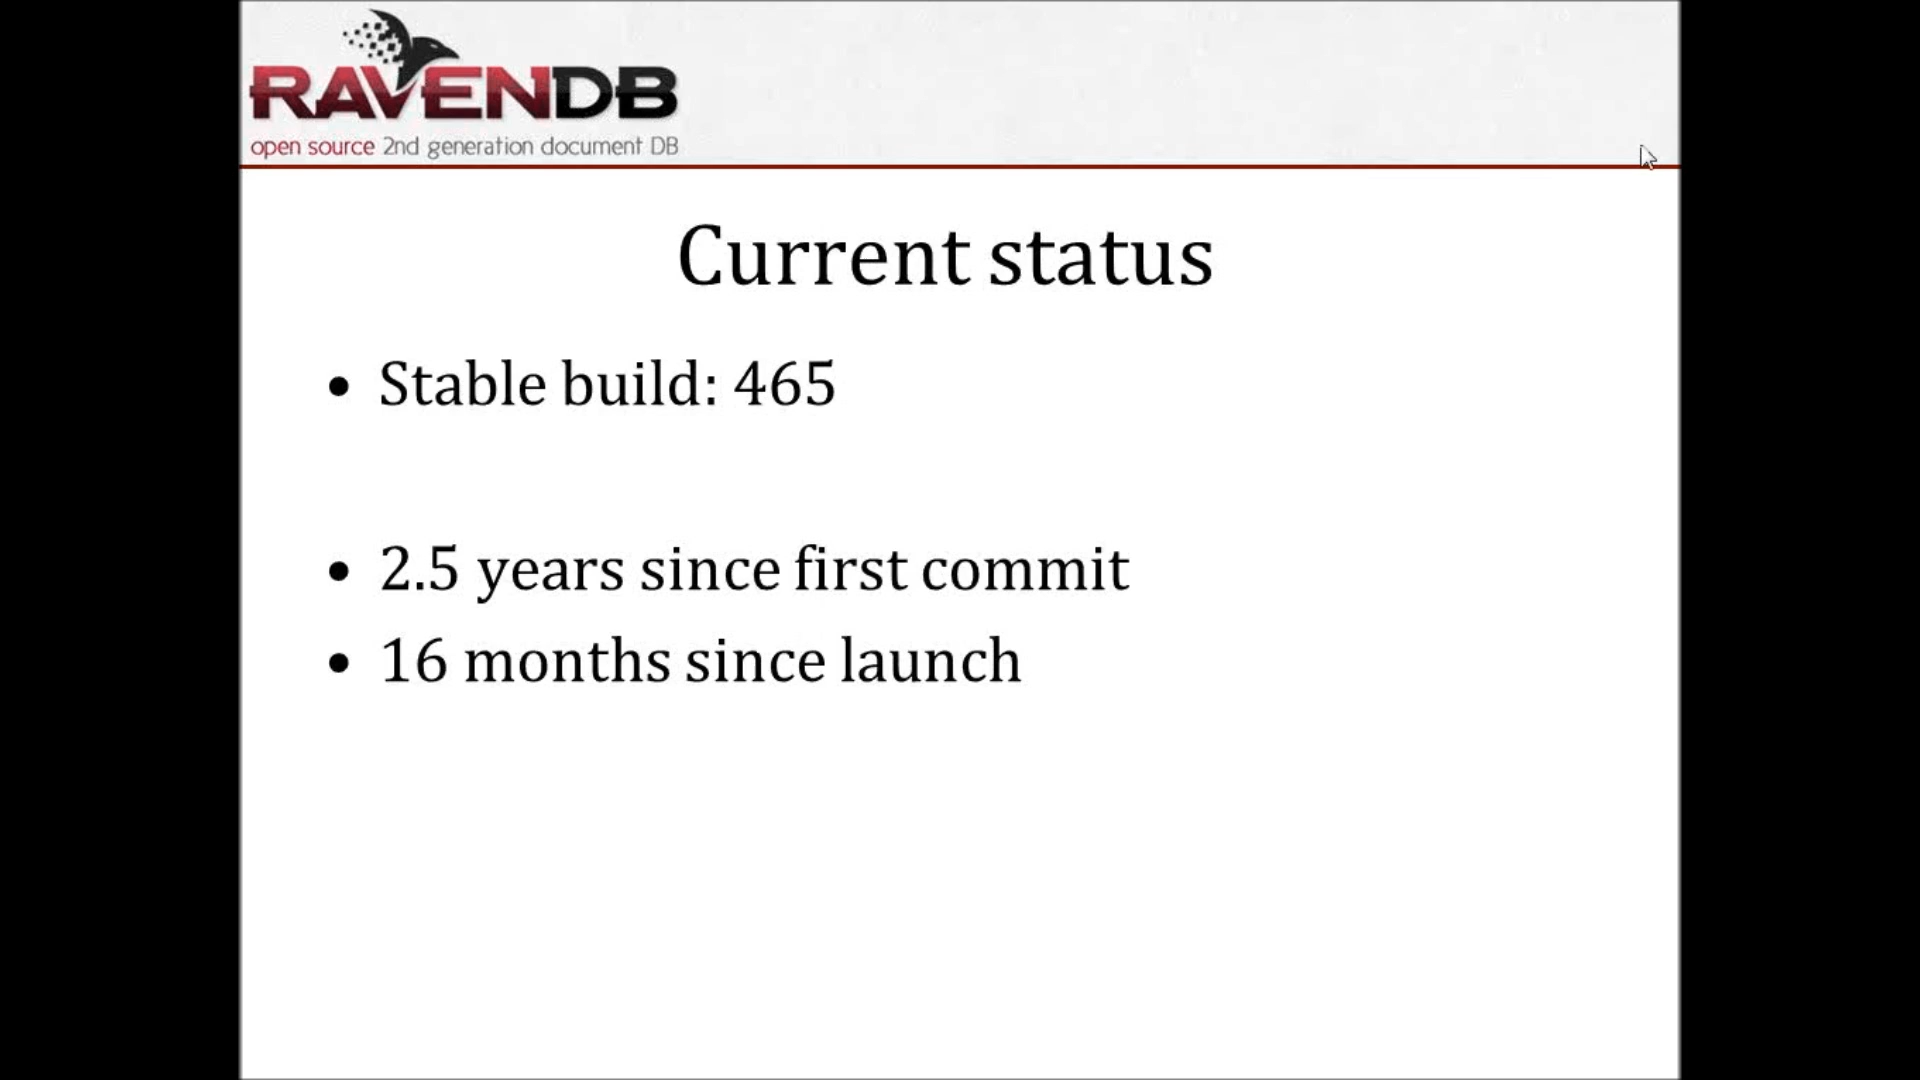 RAVENDB
open source 2nd generation document DB
Current status
• Stable build: 465
• 2.5 years since first commit
• 16 months since launch